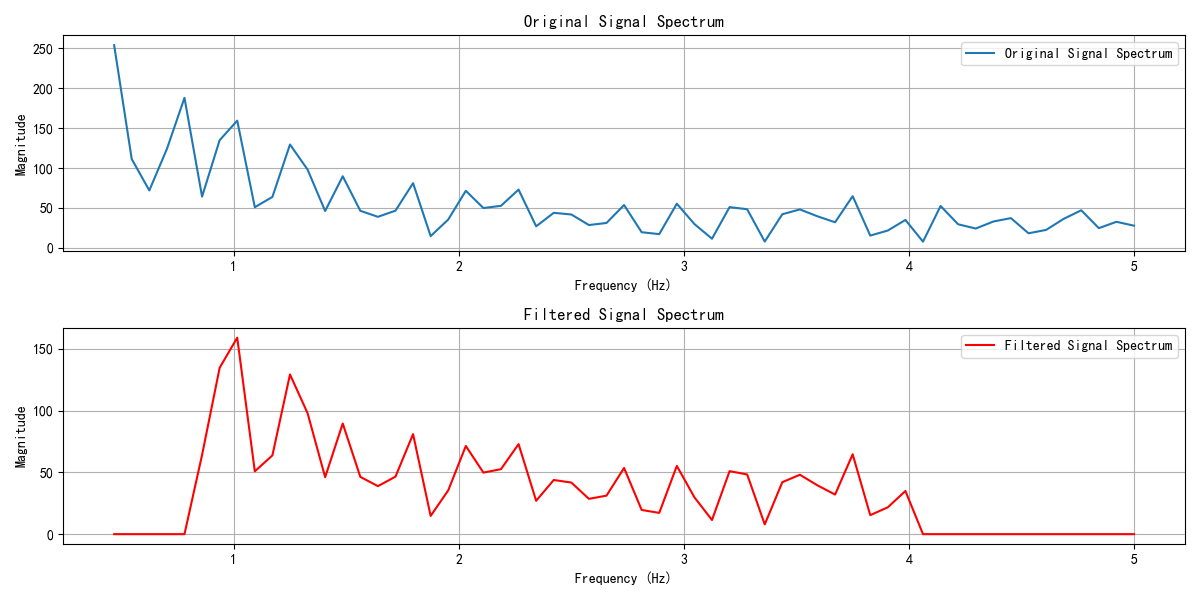 Original Signal Spectrum
250
200
150
100
50
0
Magnitude
Original Signal Spectrum
1
2
3
4
5
Frequency (Hz)
Filtered Signal Spectrum
150
100
50
0
Magnitude
Filtered Signal Spectrum
1
2
3
4
5
Frequency (Hz)